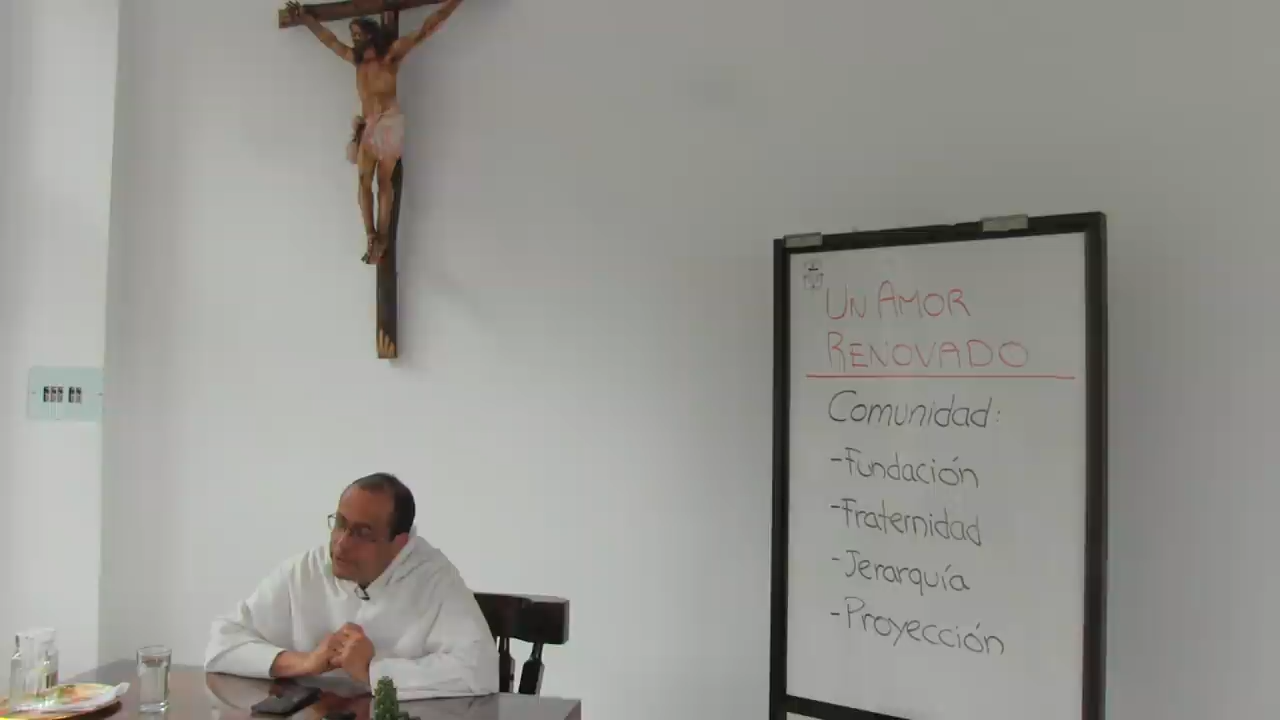 Un Amor
Renovado
Comunidad:
-Fundación
-Fraternidad
-Jerarquía
-Proyección